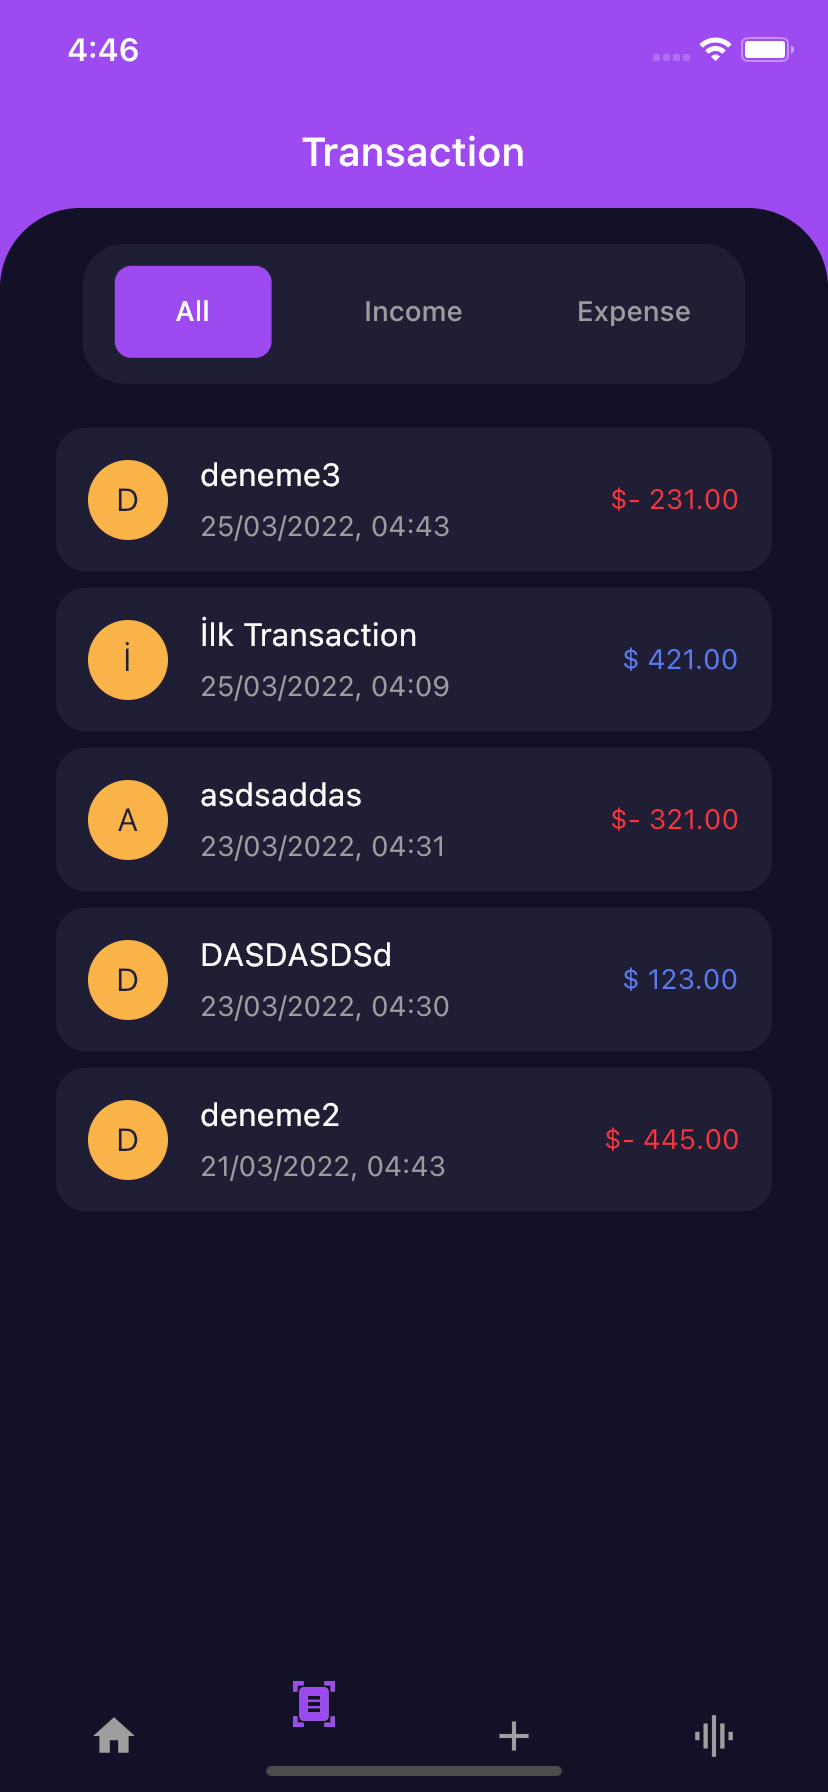 4:46
Transaction
All
Income
Expense
D
deneme3
25/03/2022, 04:43
$- 231.00
İ
İlk Transaction
25/03/2022, 04:09
$ 421.00
A
asdsaddas
23/03/2022, 04:31
$- 321.00
D
DASDASDSd
23/03/2022, 04:30
$ 123.00
D
deneme2
21/03/2022, 04:43
$- 445.00